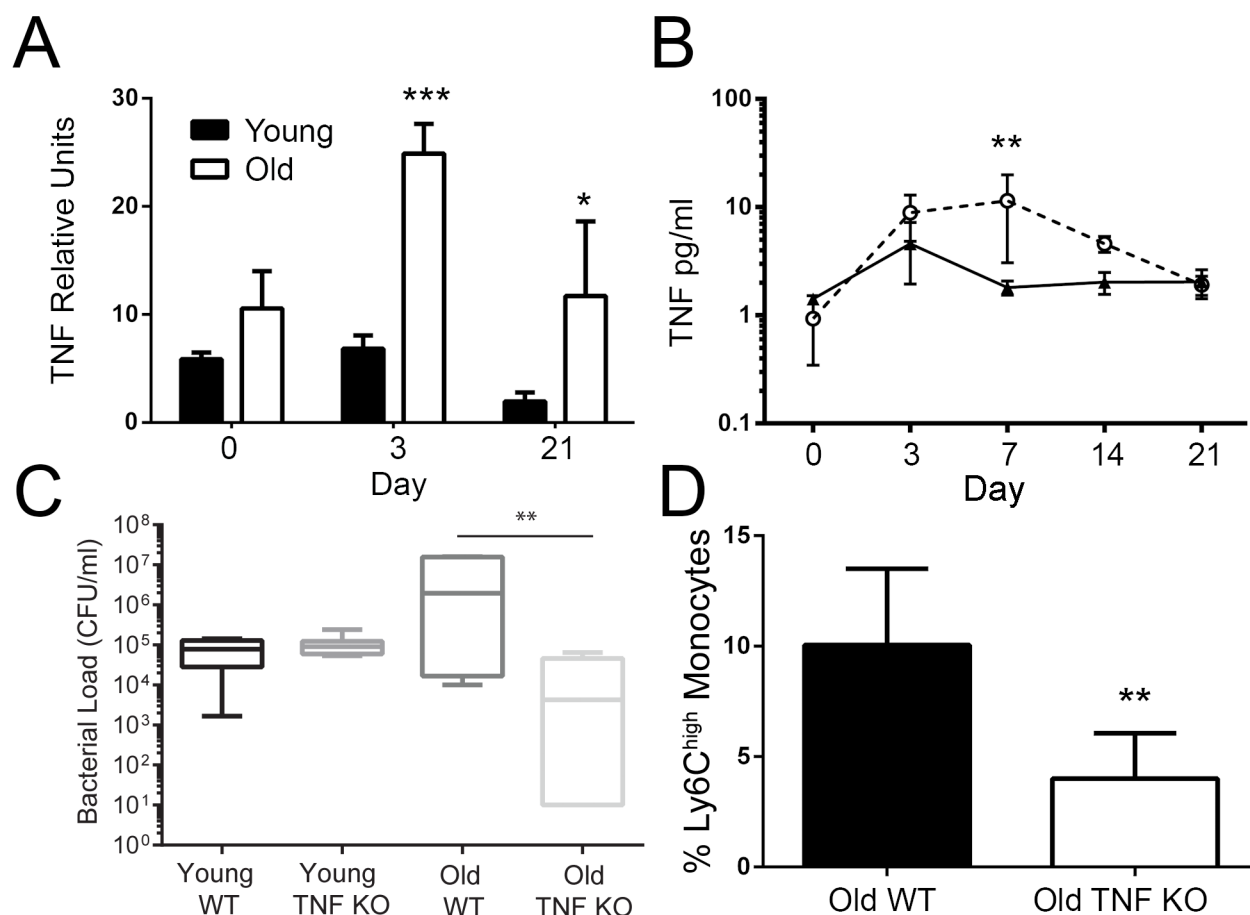 A
TNF Relative Units
30
20
10
0
Young
Old
***
*
0 3 21
Day
B
TNF pg/ml
100
10
1
0.1
**
0 3 7 14 21
Day
C
Bacterial Load (CFU/ml)
10⁸
10⁷
10⁶
10⁵
10⁴
10³
10²
10¹
10⁰
**
Young WT
Young TNF KO
Old WT
Old TNF KO
D
% Ly6Cʰⁱᵍʰ Monocytes
15
10
5
0
**
Old WT Old TNF KO